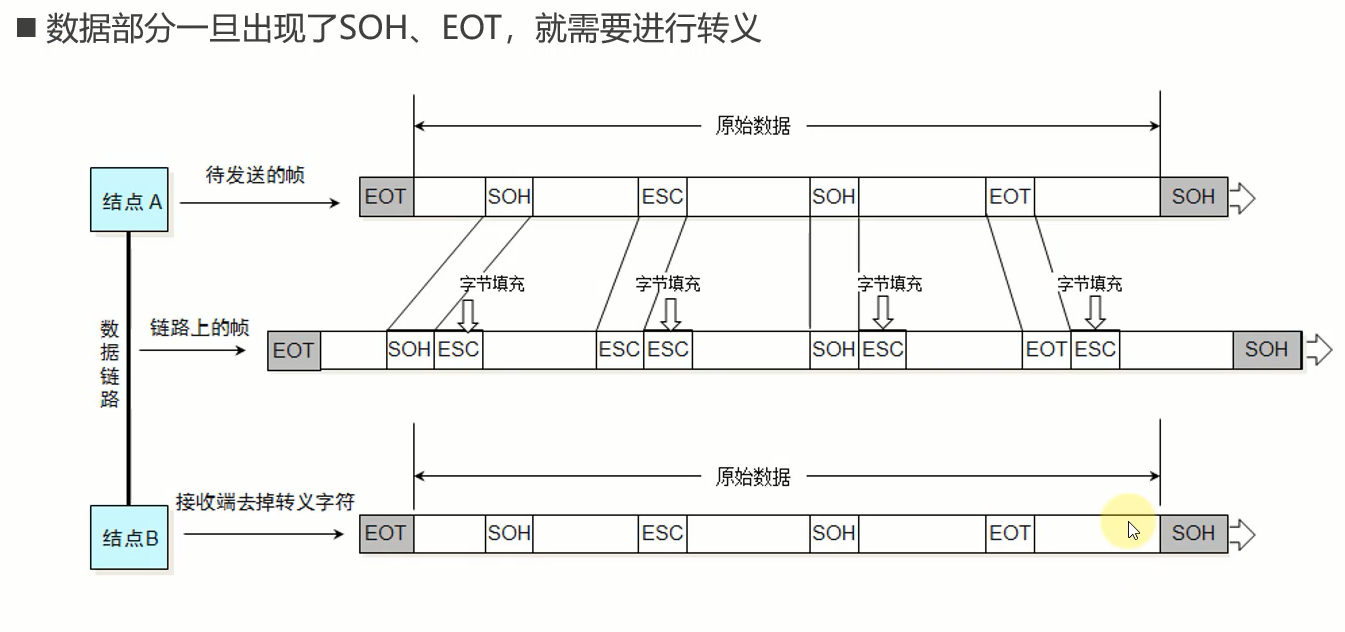 ■ 数据部分一旦出现了SOH、EOT，就需要进行转义
原始数据
结点 A
待发送的帧
EOT SOH ESC SOH EOT SOH
字节填充 字节填充 字节填充 字节填充
数据链路
链路上的帧
EOT SOH ESC ESC ESC SOH ESC EOT ESC SOH
原始数据
结点B
接收端去掉转义字符
EOT SOH ESC SOH EOT SOH